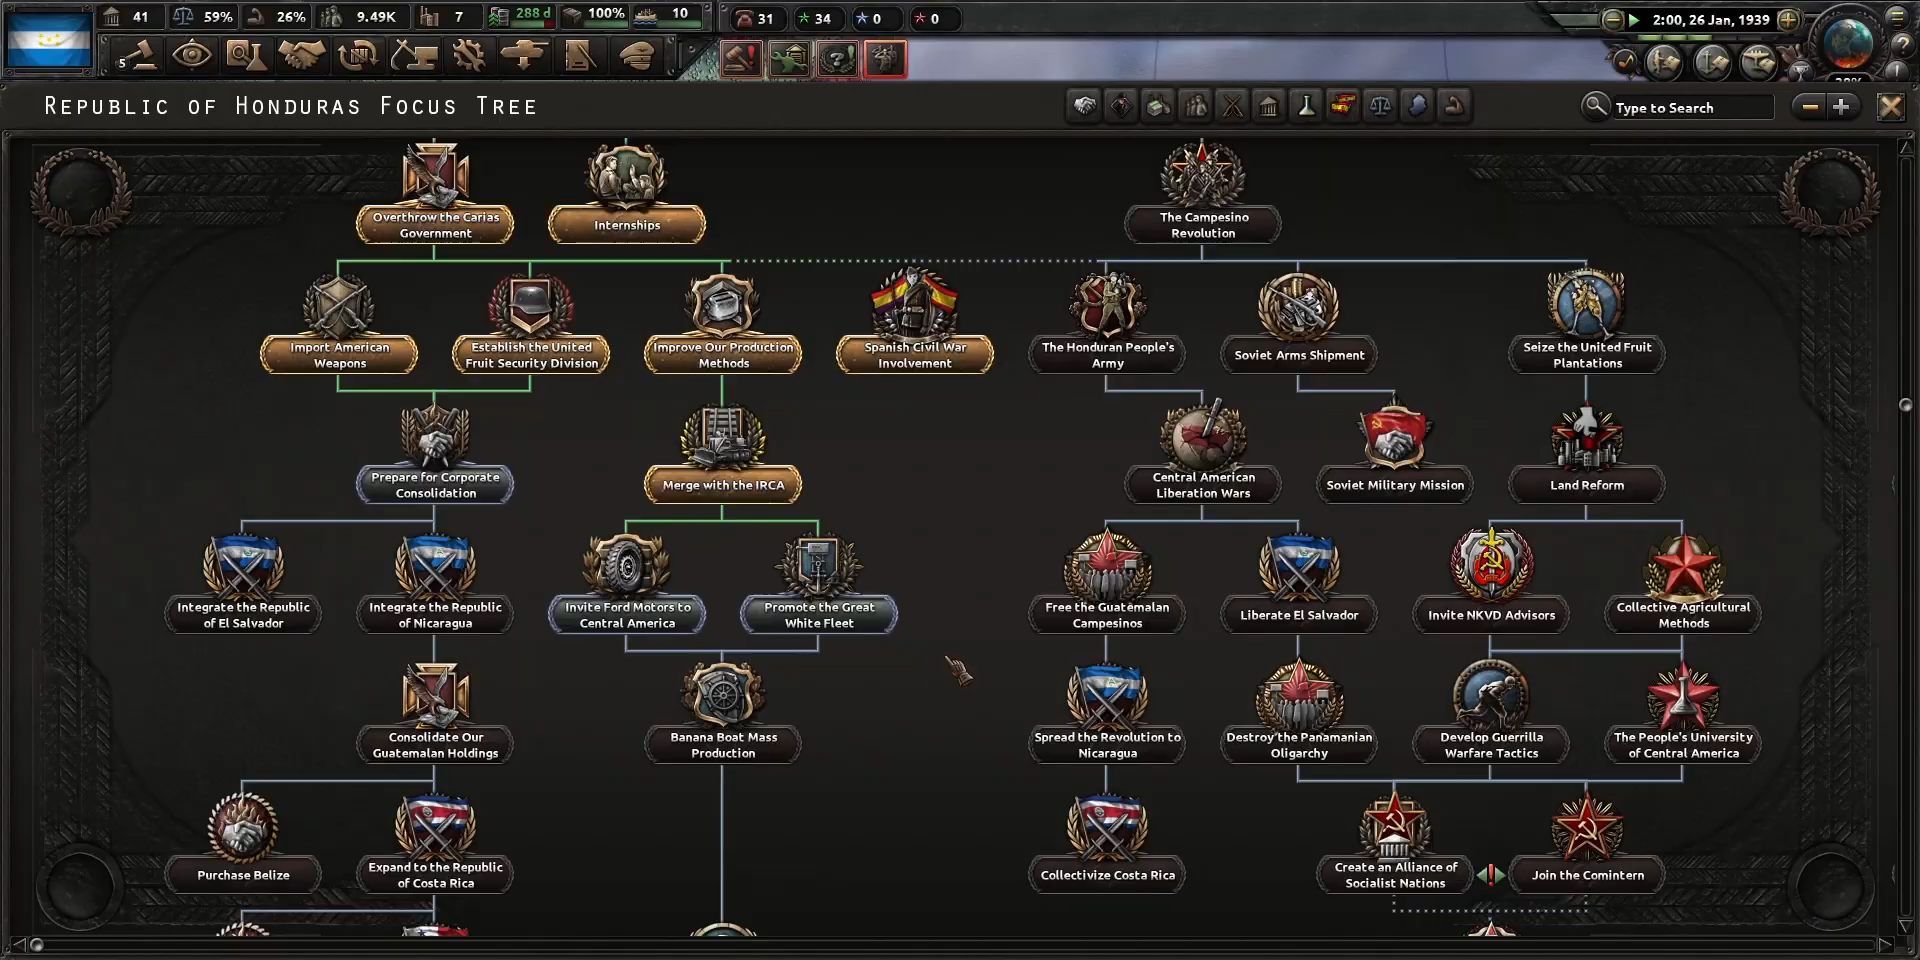 41
59%
26%
9.49K
7
288 d
100%
10
31
34
0
0
2:00, 26 Jan, 1939
5
Republic of Honduras Focus Tree
Type to Search
Overthrow the Carias
Government
Internships
The Campesino
Revolution
Import American
Weapons
Establish the United
Fruit Security Division
Improve Our Production
Methods
Spanish Civil War
Involvement
The Honduran People's
Army
Soviet Arms Shipment
Seize the United Fruit
Plantations
Prepare for Corporate
Consolidation
Merge with the IRCA
Central American
Liberation Wars
Soviet Military Mission
Land Reform
Integrate the Republic
of El Salvador
Integrate the Republic
of Nicaragua
Invite Ford Motors to
Central America
Promote the Great
White Fleet
Free the Guatemalan
Campesinos
Liberate El Salvador
Invite NKVD Advisors
Collective Agricultural
Methods
Consolidate Our
Guatemalan Holdings
Banana Boat Mass
Production
Spread the Revolution to
Nicaragua
Destroy the Panamanian
Oligarchy
Develop Guerrilla
Warfare Tactics
The People's University
of Central America
Purchase Belize
Expand to the Republic
of Costa Rica
Collectivize Costa Rica
Create an Alliance of
Socialist Nations
Join the Comintern